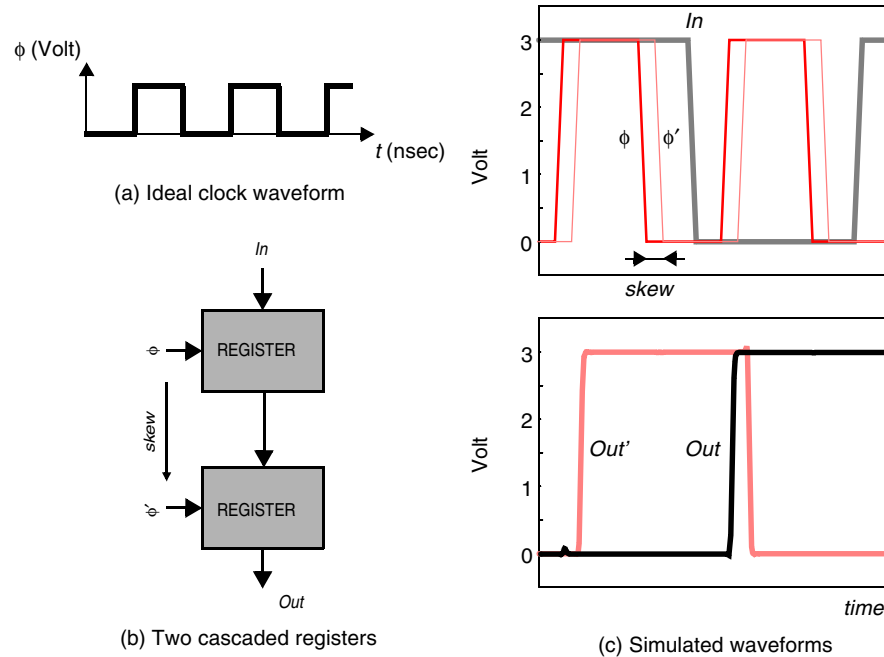 ϕ (Volt)
t (nsec)
(a) Ideal clock waveform
In
REGISTER
ϕ
skew
REGISTER
ϕ′
Out
(b) Two cascaded registers
In
3
2
1
0
Volt
ϕ
ϕ′
skew
3
2
1
0
Volt
Out’
Out
time
(c) Simulated waveforms